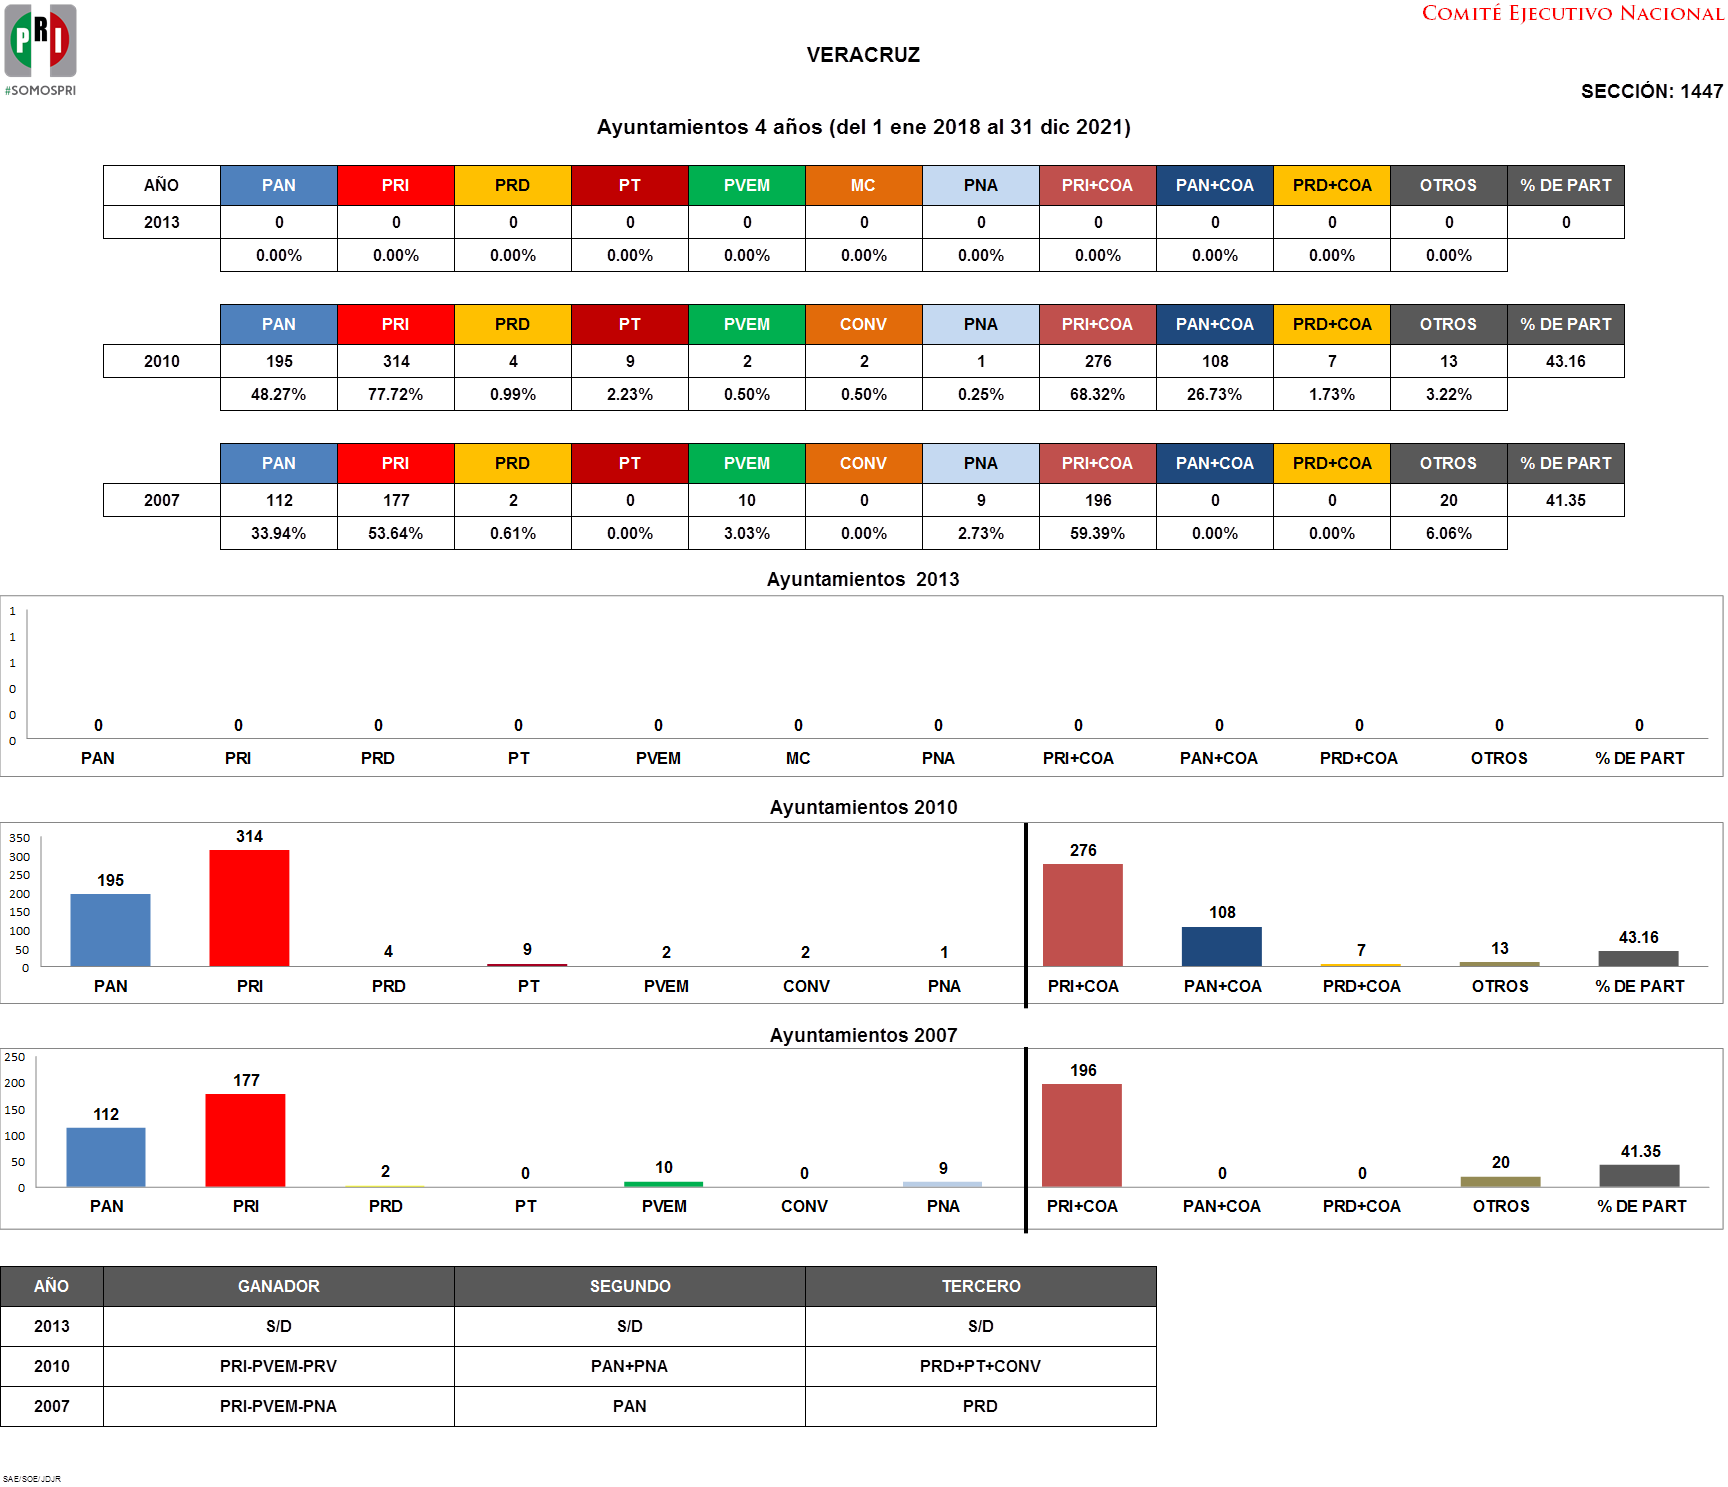 PRI
#SOMOSPRI
COMITÉ EJECUTIVO NACIONAL
VERACRUZ
SECCIÓN: 1447
Ayuntamientos 4 años (del 1 ene 2018 al 31 dic 2021)
AÑO PAN PRI PRD PT PVEM MC PNA PRI+COA PAN+COA PRD+COA OTROS % DE PART
2013 0 0 0 0 0 0 0 0 0 0 0 0
0.00% 0.00% 0.00% 0.00% 0.00% 0.00% 0.00% 0.00% 0.00% 0.00% 0.00%
PAN PRI PRD PT PVEM CONV PNA PRI+COA PAN+COA PRD+COA OTROS % DE PART
2010 195 314 4 9 2 2 1 276 108 7 13 43.16
48.27% 77.72% 0.99% 2.23% 0.50% 0.50% 0.25% 68.32% 26.73% 1.73% 3.22%
PAN PRI PRD PT PVEM CONV PNA PRI+COA PAN+COA PRD+COA OTROS % DE PART
2007 112 177 2 0 10 0 9 196 0 0 20 41.35
33.94% 53.64% 0.61% 0.00% 3.03% 0.00% 2.73% 59.39% 0.00% 0.00% 6.06%
Ayuntamientos 2013
1
1
1
0
0
0
0 0 0 0 0 0 0 0 0 0 0 0
PAN PRI PRD PT PVEM MC PNA PRI+COA PAN+COA PRD+COA OTROS % DE PART
Ayuntamientos 2010
350
300
250
200
150
100
50
0
195 314 4 9 2 2 1 276 108 7 13 43.16
PAN PRI PRD PT PVEM CONV PNA PRI+COA PAN+COA PRD+COA OTROS % DE PART
Ayuntamientos 2007
250
200
150
100
50
0
112 177 2 0 10 0 9 196 0 0 20 41.35
PAN PRI PRD PT PVEM CONV PNA PRI+COA PAN+COA PRD+COA OTROS % DE PART
AÑO GANADOR SEGUNDO TERCERO
2013 S/D S/D S/D
2010 PRI-PVEM-PRV PAN+PNA PRD+PT+CONV
2007 PRI-PVEM-PNA PAN PRD
SAE/SOE/JDJR